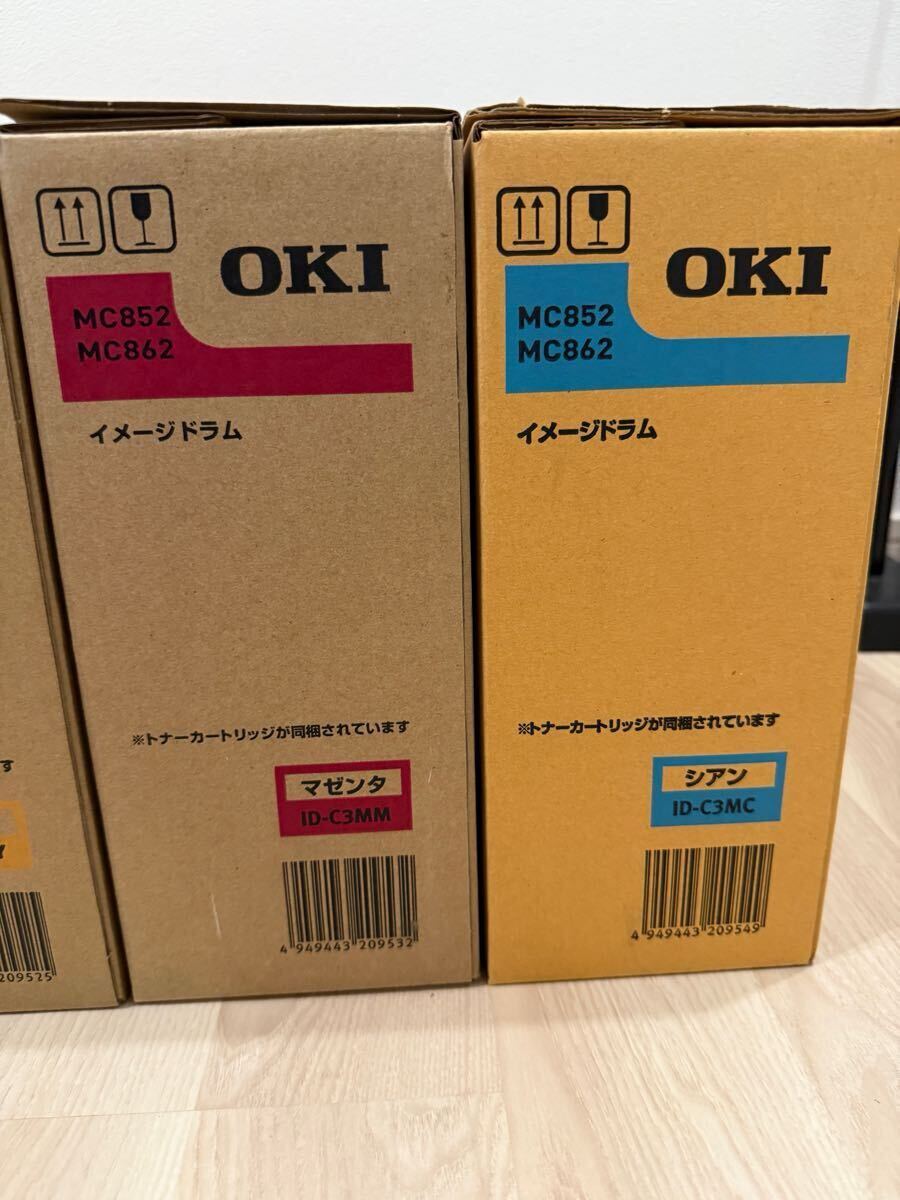 す
Y
209525
OKI
MC852
MC862
イメージドラム
※トナーカートリッジが同梱されています
マゼンタ
ID-C3MM
4 949443 209532
OKI
MC852
MC862
イメージドラム
※トナーカートリッジが同梱されています
シアン
ID-C3MC
4 949443 209549